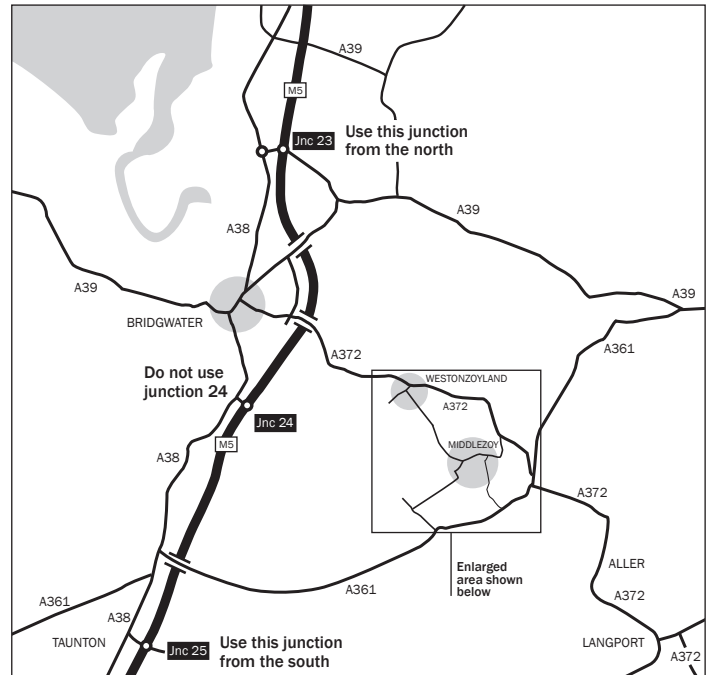 A39
M5
Jnc 23
Use this junction
from the north
A38
A39
A39
A39
BRIDGWATER
A372
A361
Do not use
junction 24
WESTONZOYLAND
A372
Jnc 24
M5
MIDDLEZOY
A38
A372
Enlarged
area shown
below
ALLER
A361
A372
A361
A38
TAUNTON
Jnc 25
Use this junction
from the south
LANGPORT
A372